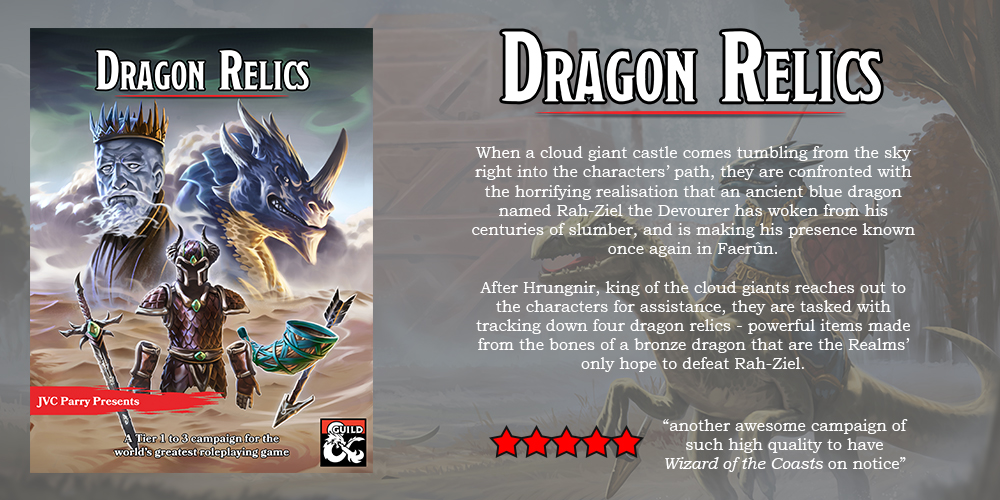 DRAGON RELICS
JVC Parry Presents
A Tier 1 to 3 campaign for the
world's greatest roleplaying game
GUILD
DRAGON RELICS
When a cloud giant castle comes tumbling from the sky
right into the characters' path, they are confronted with
the horrifying realisation that an ancient blue dragon
named Rah-Ziel the Devourer has woken from his
centuries of slumber, and is making his presence known
once again in Faerûn.
After Hrungnir, king of the cloud giants reaches out to
the characters for assistance, they are tasked with
tracking down four dragon relics - powerful items made
from the bones of a bronze dragon that are the Realms'
only hope to defeat Rah-Ziel.
“another awesome campaign of
such high quality to have
Wizard of the Coasts on notice”